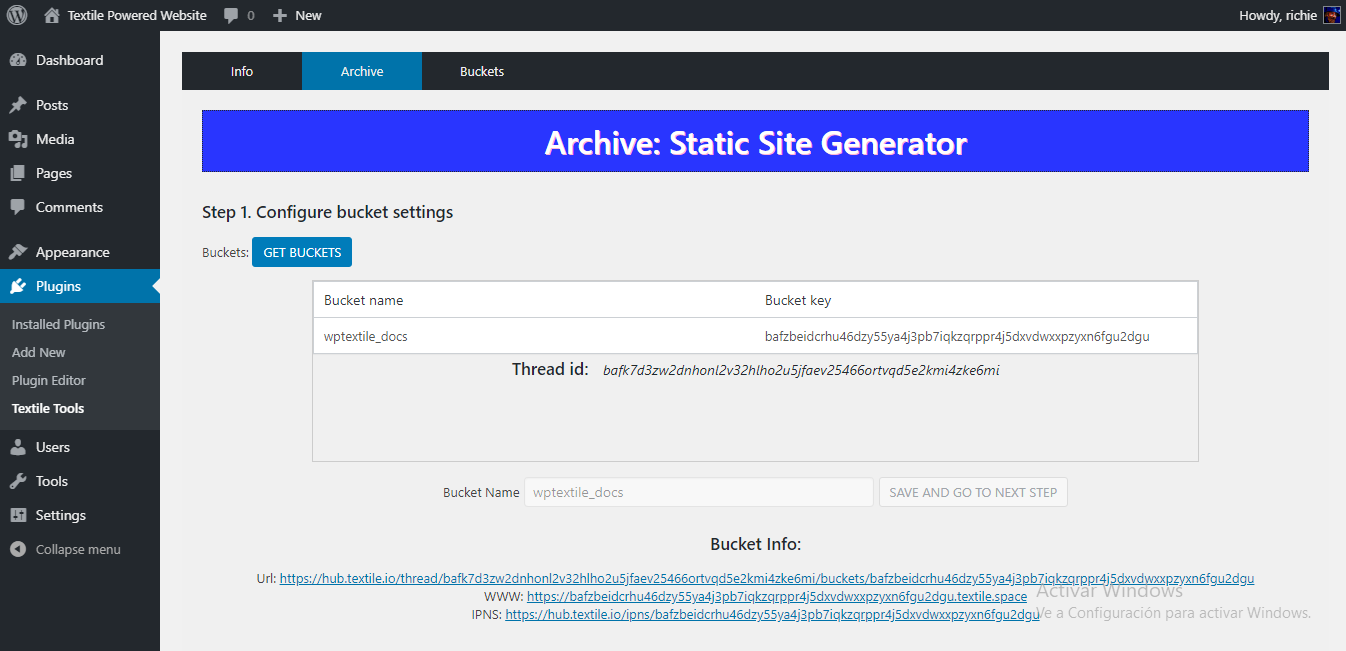 Textile Powered Website 0 New Howdy, richie
Dashboard
Posts
Media
Pages
Comments
Appearance
Plugins
Installed Plugins
Add New
Plugin Editor
Textile Tools
Users
Tools
Settings
Collapse menu
Info Archive Buckets
Archive: Static Site Generator
Step 1. Configure bucket settings
Buckets: GET BUCKETS
Bucket name Bucket key
wptextile_docs bafzbeidcrhu46dzy55ya4j3pb7iqkzqrppr4j5dxvdwxxpzyxn6fgu2dgu
Thread id: bafk7d3zw2dnhonl2v32hlho2u5jfaev25466ortvqd5e2kmi4zke6mi
Bucket Name wptextile_docs SAVE AND GO TO NEXT STEP
Bucket Info:
Url: https://hub.textile.io/thread/bafk7d3zw2dnhonl2v32hlho2u5jfaev25466ortvqd5e2kmi4zke6mi/buckets/bafzbeidcrhu46dzy55ya4j3pb7iqkzqrppr4j5dxvdwxxpzyxn6fgu2dgu
WWW: https://bafzbeidcrhu46dzy55ya4j3pb7iqkzqrppr4j5dxvdwxxpzyxn6fgu2dgu.textile.space
IPNS: https://hub.textile.io/ipns/bafzbeidcrhu46dzy55ya4j3pb7iqkzqrppr4j5dxvdwxxpzyxn6fgu2dgu
Activar Windows
Ve a Configuración para activar Windows.